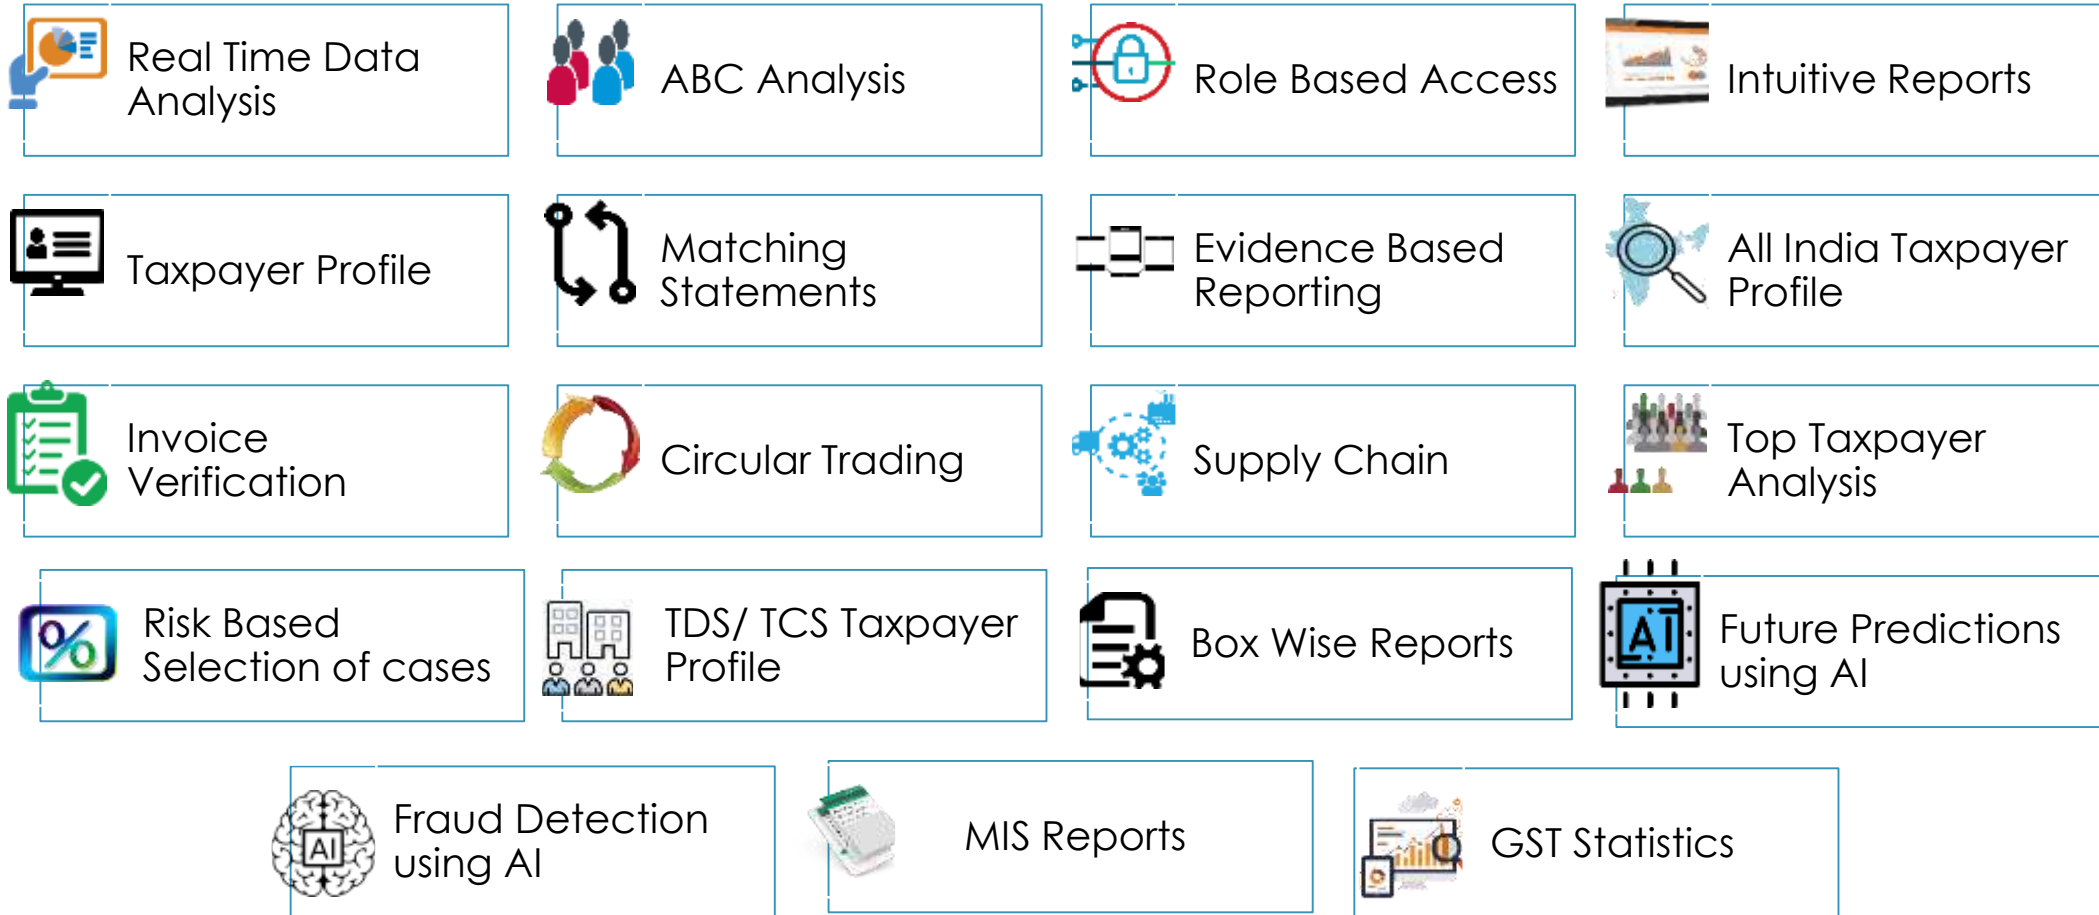 Real Time Data
Analysis
ABC Analysis
Role Based Access
Intuitive Reports
Taxpayer Profile
Matching
Statements
Evidence Based
Reporting
All India Taxpayer
Profile
Invoice
Verification
Circular Trading
Supply Chain
Top Taxpayer
Analysis
Risk Based
Selection of cases
TDS/ TCS Taxpayer
Profile
Box Wise Reports
AI
Future Predictions
using AI
AI
Fraud Detection
using AI
MIS Reports
GST Statistics